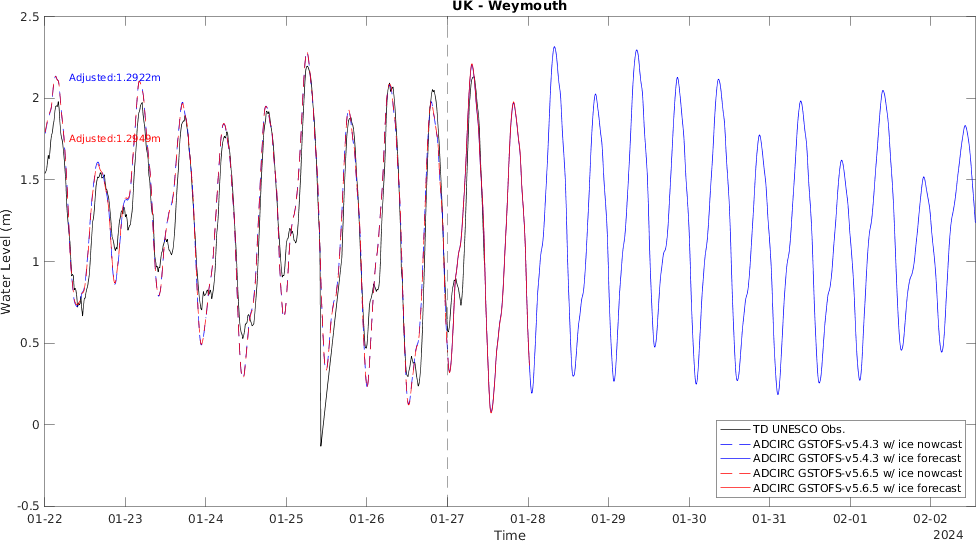 UK - Weymouth
2.5
2
1.5
1
0.5
0
-0.5
Water Level (m)
Adjusted:1.2922m
Adjusted:1.2949m
TD UNESCO Obs.
ADCIRC GSTOFS-v5.4.3 w/ ice nowcast
ADCIRC GSTOFS-v5.4.3 w/ ice forecast
ADCIRC GSTOFS-v5.6.5 w/ ice nowcast
ADCIRC GSTOFS-v5.6.5 w/ ice forecast
01-22 01-23 01-24 01-25 01-26 01-27 01-28 01-29 01-30 01-31 02-01 02-02
Time
2024